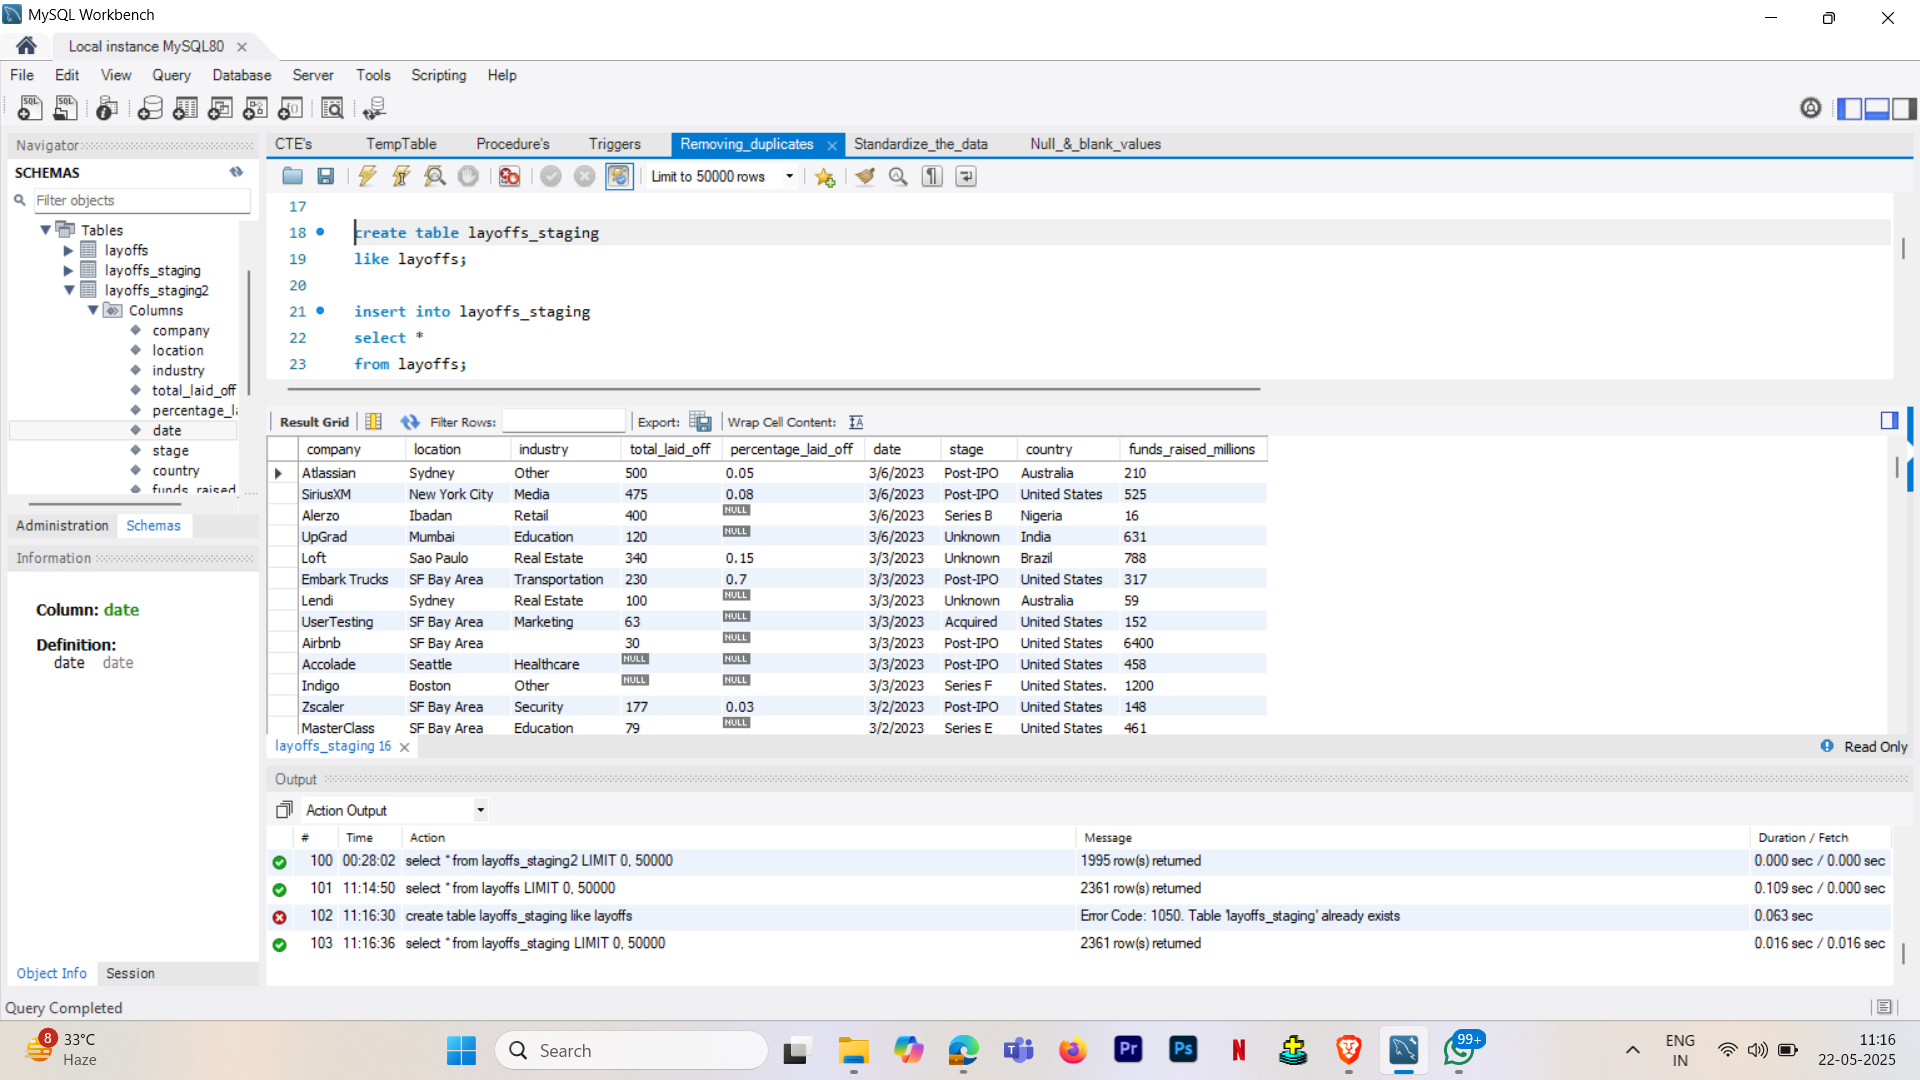 MySQL Workbench
Local instance MySQL80
File Edit View Query Database Server Tools Scripting Help
Navigator
SCHEMAS
Filter objects
Tables
layoffs
layoffs_staging
layoffs_staging2
Columns
company
location
industry
total_laid_off
percentage_l
date
stage
country
funds_raised
Administration Schemas
Information
Column: date
Definition:
date date
Object Info Session
CTE's TempTable Procedure's Triggers Removing_duplicates Standardize_the_data Null_&_blank_values
Limit to 50000 rows
17
18 create table layoffs_staging
19 like layoffs;
20
21 insert into layoffs_staging
22 select *
23 from layoffs;
Result Grid Filter Rows: Export: Wrap Cell Content:
company location industry total_laid_off percentage_laid_off date stage country funds_raised_millions
Atlassian Sydney Other 500 0.05 3/6/2023 Post-IPO Australia 210
SiriusXM New York City Media 475 0.08 3/6/2023 Post-IPO United States 525
Alerzo Ibadan Retail 400 NULL 3/6/2023 Series B Nigeria 16
UpGrad Mumbai Education 120 NULL 3/6/2023 Unknown India 631
Loft Sao Paulo Real Estate 340 0.15 3/3/2023 Unknown Brazil 788
Embark Trucks SF Bay Area Transportation 230 0.7 3/3/2023 Post-IPO United States 317
Lendi Sydney Real Estate 100 NULL 3/3/2023 Unknown Australia 59
UserTesting SF Bay Area Marketing 63 NULL 3/3/2023 Acquired United States 152
Airbnb SF Bay Area 30 NULL 3/3/2023 Post-IPO United States 6400
Accolade Seattle Healthcare NULL NULL 3/3/2023 Post-IPO United States 458
Indigo Boston Other NULL NULL 3/3/2023 Series F United States. 1200
Zscaler SF Bay Area Security 177 0.03 3/2/2023 Post-IPO United States 148
MasterClass SF Bay Area Education 79 NULL 3/2/2023 Series E United States 461
layoffs_staging 16 Read Only
Output
Action Output
# Time Action Message Duration / Fetch
100 00:28:02 select * from layoffs_staging2 LIMIT 0, 50000 1995 row(s) returned 0.000 sec / 0.000 sec
101 11:14:50 select * from layoffs LIMIT 0, 50000 2361 row(s) returned 0.109 sec / 0.000 sec
102 11:16:30 create table layoffs_staging like layoffs Error Code: 1050. Table 'layoffs_staging' already exists 0.063 sec
103 11:16:36 select * from layoffs_staging LIMIT 0, 50000 2361 row(s) returned 0.016 sec / 0.016 sec
Query Completed
8 33°C
Haze
Search
Pr Ps N 99+
ENG
IN
11:16
22-05-2025